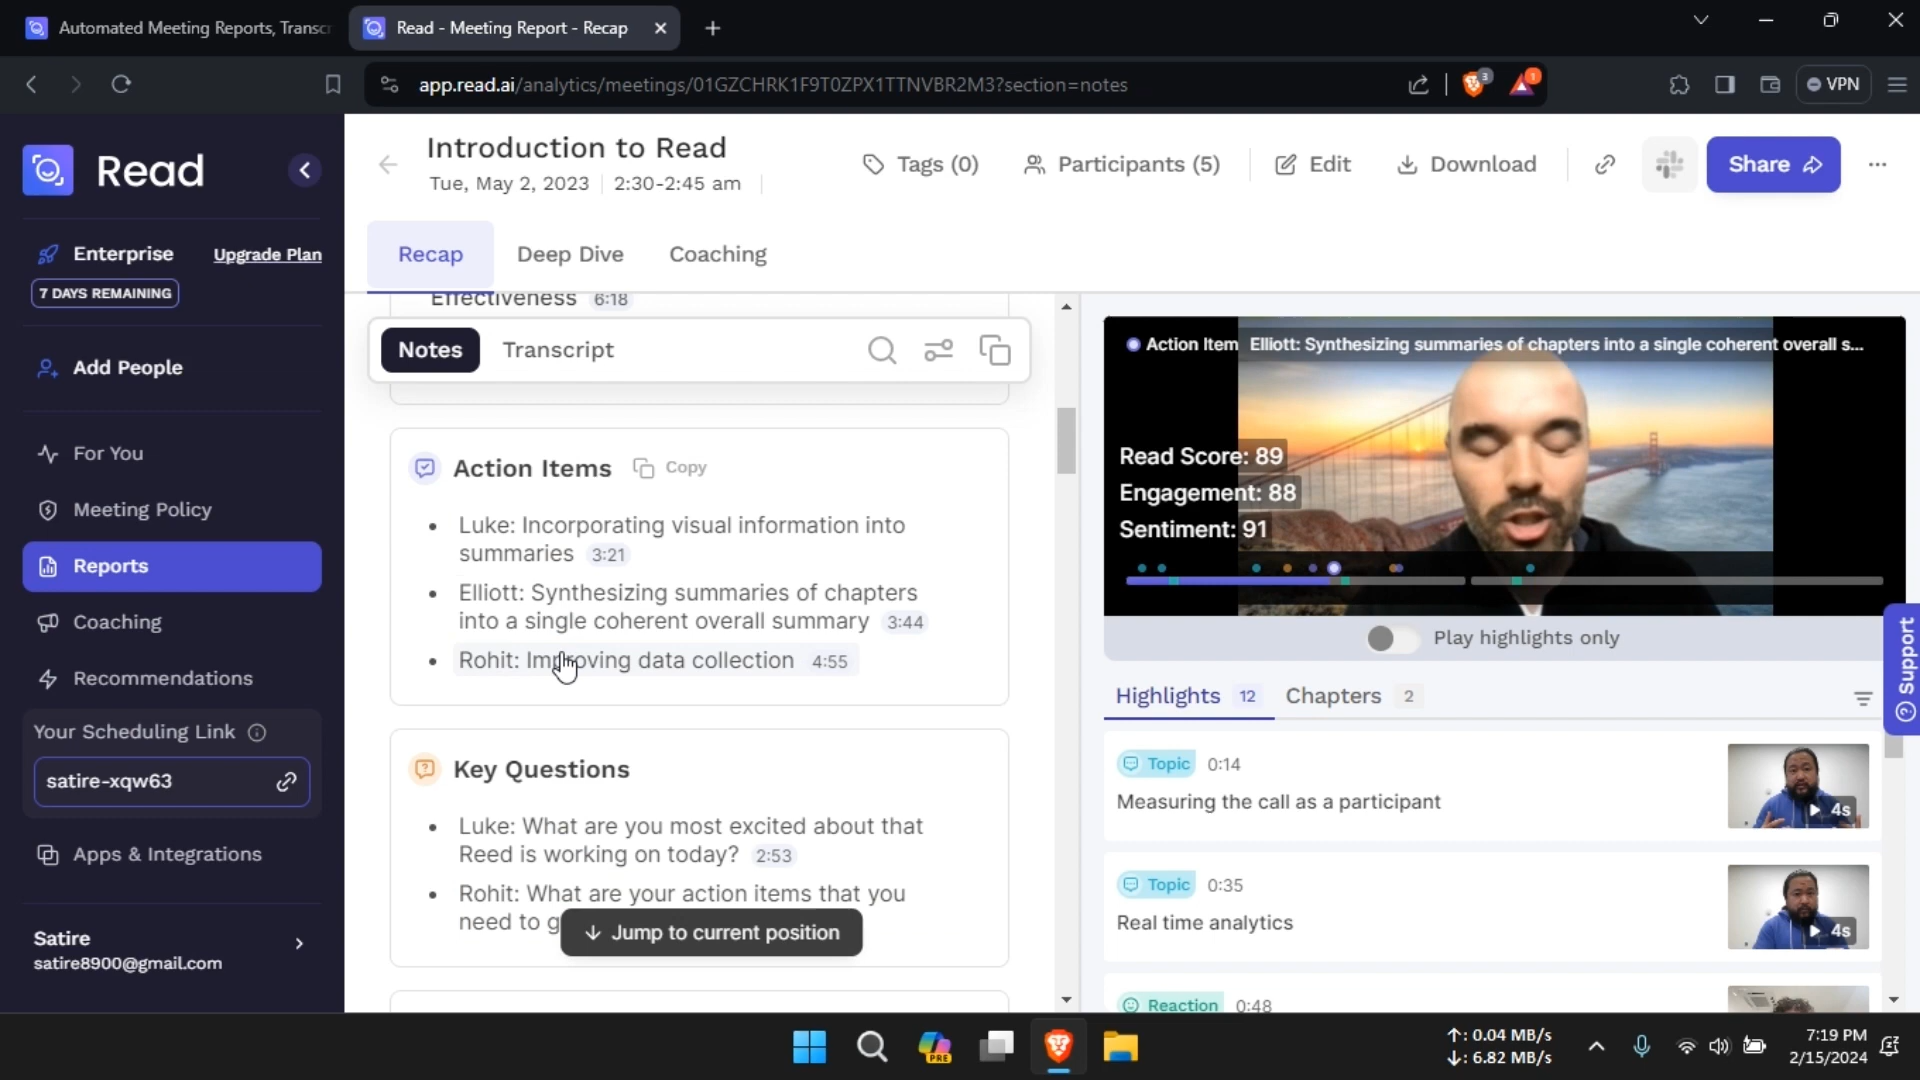 Automated Meeting Reports, Transcr
Read - Meeting Report - Recap
app.read.ai/analytics/meetings/01GZCHRK1F9T0ZPX1TTNVBR2M3?section=notes
3
1
VPN
Read
Enterprise
Upgrade Plan
7 DAYS REMAINING
Add People
For You
Meeting Policy
Reports
Coaching
Recommendations
Your Scheduling Link
satire-xqw63
Apps & Integrations
Satire
satire8900@gmail.com
Introduction to Read
Tue, May 2, 2023
2:30-2:45 am
Tags (0)
Participants (5)
Edit
Download
Share
Recap
Deep Dive
Coaching
Effectiveness 6:18
Notes
Transcript
Action Items
Copy
Luke: Incorporating visual information into
summaries 3:21
Elliott: Synthesizing summaries of chapters
into a single coherent overall summary 3:44
Rohit: Improving data collection 4:55
Key Questions
Luke: What are you most excited about that
Reed is working on today? 2:53
Rohit: What are your action items that you
need to g
Jump to current position
Action Item
Elliott: Synthesizing summaries of chapters into a single coherent overall s...
Read Score: 89
Engagement: 88
Sentiment: 91
Play highlights only
Highlights 12
Chapters 2
Topic 0:14
Measuring the call as a participant
4s
Topic 0:35
Real time analytics
4s
Reaction 0:48
Support
PRE
↑: 0.04 MB/s
↓: 6.82 MB/s
7:19 PM
2/15/2024